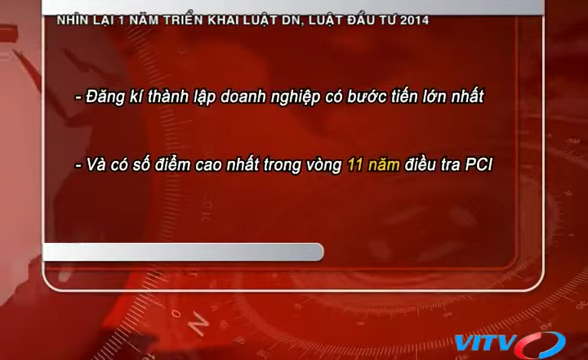 NHÌN LẠI 1 NĂM TRIỂN KHAI LUẬT DN, LUẬT ĐẦU TƯ 2014
- Đăng kí thành lập doanh nghiệp có bước tiến lớn nhất
- Và có số điểm cao nhất trong vòng 11 năm điều tra PCI
N
VITV